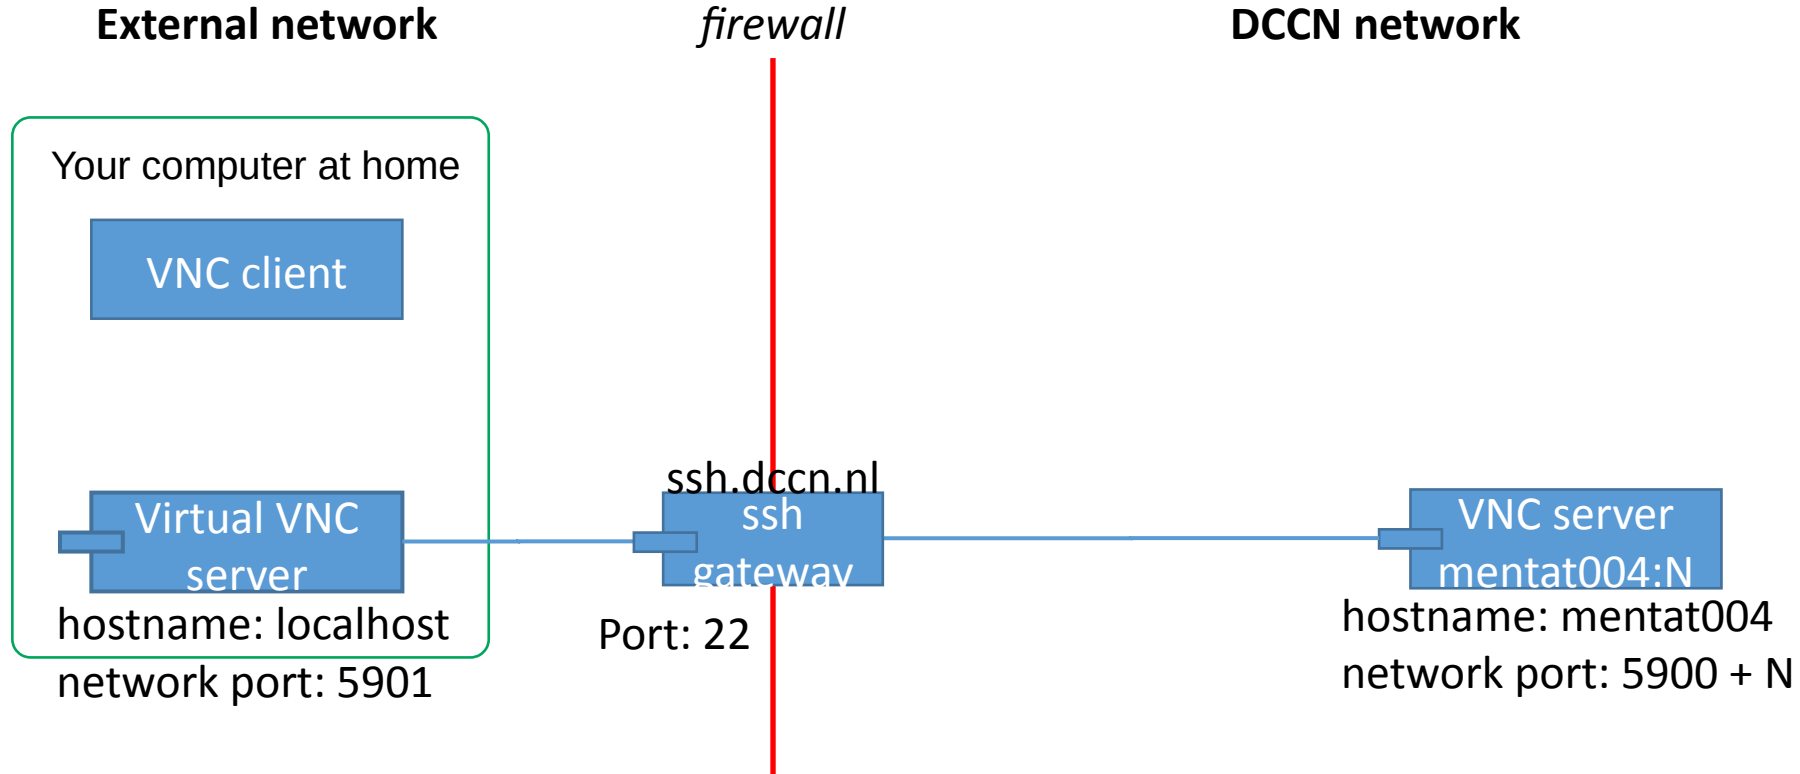 External network
firewall
DCCN network
Your computer at home
VNC client
ssh.dccn.nl
Virtual VNC
server
ssh
gateway
VNC server
mentat004:N
hostname: localhost
network port: 5901
Port: 22
hostname: mentat004
network port: 5900 + N